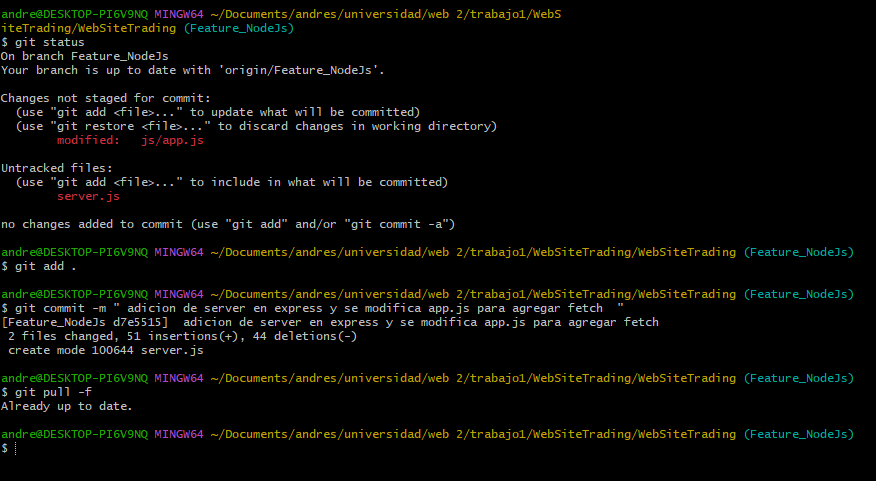 andre@DESKTOP-PI6V9NQ MINGW64 ~/Documents/andres/universidad/web 2/trabajo1/WebS
iteTrading/WebSiteTrading (Feature_NodeJs)
$ git status
On branch Feature_NodeJs
Your branch is up to date with 'origin/Feature_NodeJs'.
Changes not staged for commit:
(use "git add <file>..." to update what will be committed)
(use "git restore <file>..." to discard changes in working directory)
modified:   js/app.js
Untracked files:
(use "git add <file>..." to include in what will be committed)
server.js
no changes added to commit (use "git add" and/or "git commit -a")
andre@DESKTOP-PI6V9NQ MINGW64 ~/Documents/andres/universidad/web 2/trabajo1/WebSiteTrading/WebSiteTrading (Feature_NodeJs)
$ git add .
andre@DESKTOP-PI6V9NQ MINGW64 ~/Documents/andres/universidad/web 2/trabajo1/WebSiteTrading/WebSiteTrading (Feature_NodeJs)
$ git commit -m " adicion de server en express y se modifica app.js para agregar fetch  "
[Feature_NodeJs d7e5515]  adicion de server en express y se modifica app.js para agregar fetch
2 files changed, 51 insertions(+), 44 deletions(-)
create mode 100644 server.js
andre@DESKTOP-PI6V9NQ MINGW64 ~/Documents/andres/universidad/web 2/trabajo1/WebSiteTrading/WebSiteTrading (Feature_NodeJs)
$ git pull -f
Already up to date.
andre@DESKTOP-PI6V9NQ MINGW64 ~/Documents/andres/universidad/web 2/trabajo1/WebSiteTrading/WebSiteTrading (Feature_NodeJs)
$